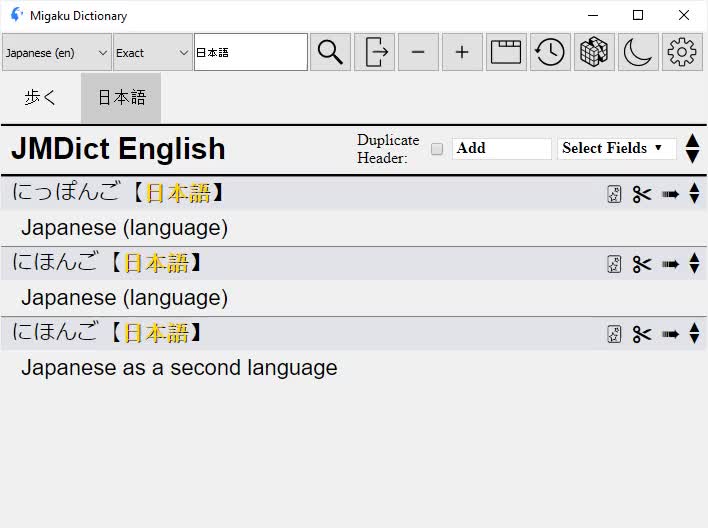 Migaku Dictionary
Japanese (en) Exact 日本語
歩く 日本語
JMDict English
Duplicate
Header:
Add
Select Fields
にっぽんご【日本語】
Japanese (language)
にほんご【日本語】
Japanese (language)
にほんご【日本語】
Japanese as a second language